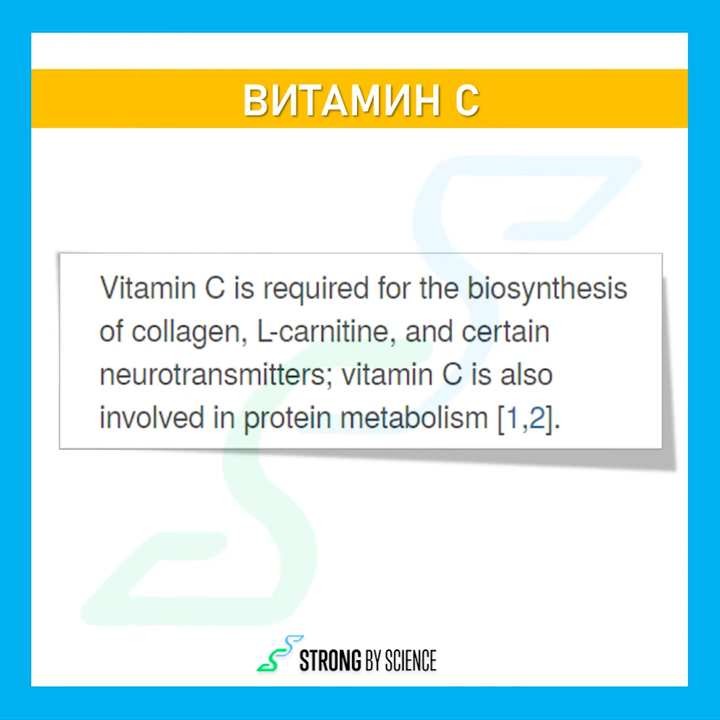 ВИТАМИН С
Vitamin C is required for the biosynthesis
of collagen, L-carnitine, and certain
neurotransmitters; vitamin C is also
involved in protein metabolism [1,2].
STRONG BY SCIENCE